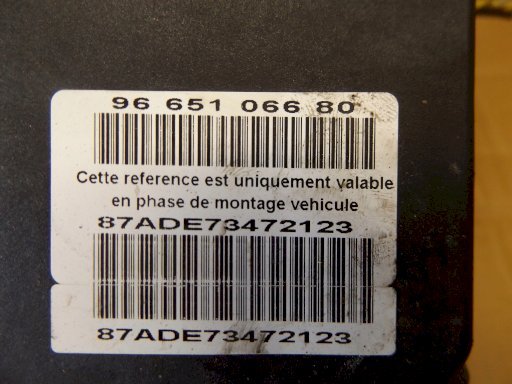 96 651 066 80
Cette reference est uniquement valable
en phase de montage vehicule
87ADE73472123
87ADE73472123